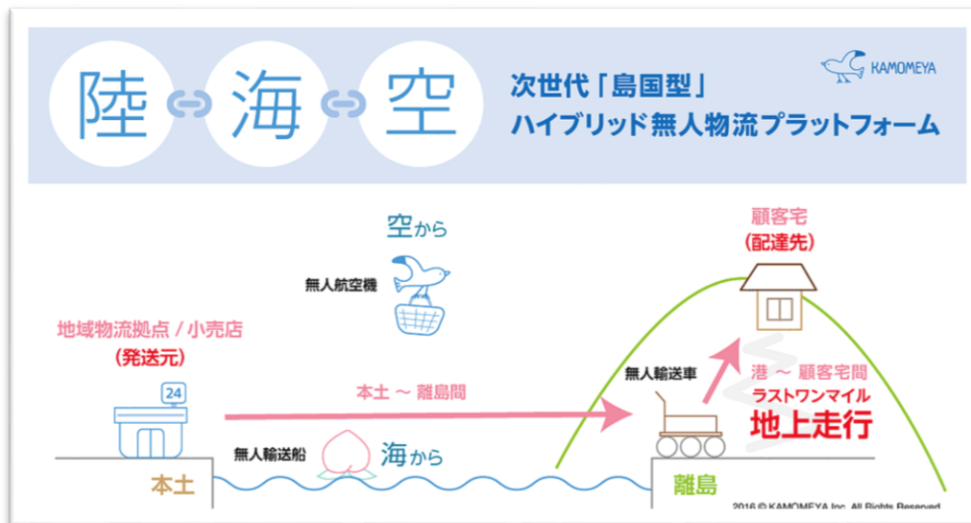 陸 海 空
次世代「島国型」
ハイブリッド無人物流プラットフォーム
KAMOMEYA
空から
無人航空機
顧客宅
(配達先)
地域物流拠点 / 小売店
(発送元)
24
本土 ~ 離島間
無人輸送車
港 ~ 顧客宅間
ラストワンマイル
地上走行
無人輸送船
海から
本土
離島
2016 © KAMOMEYA Inc. All Rights Reserved